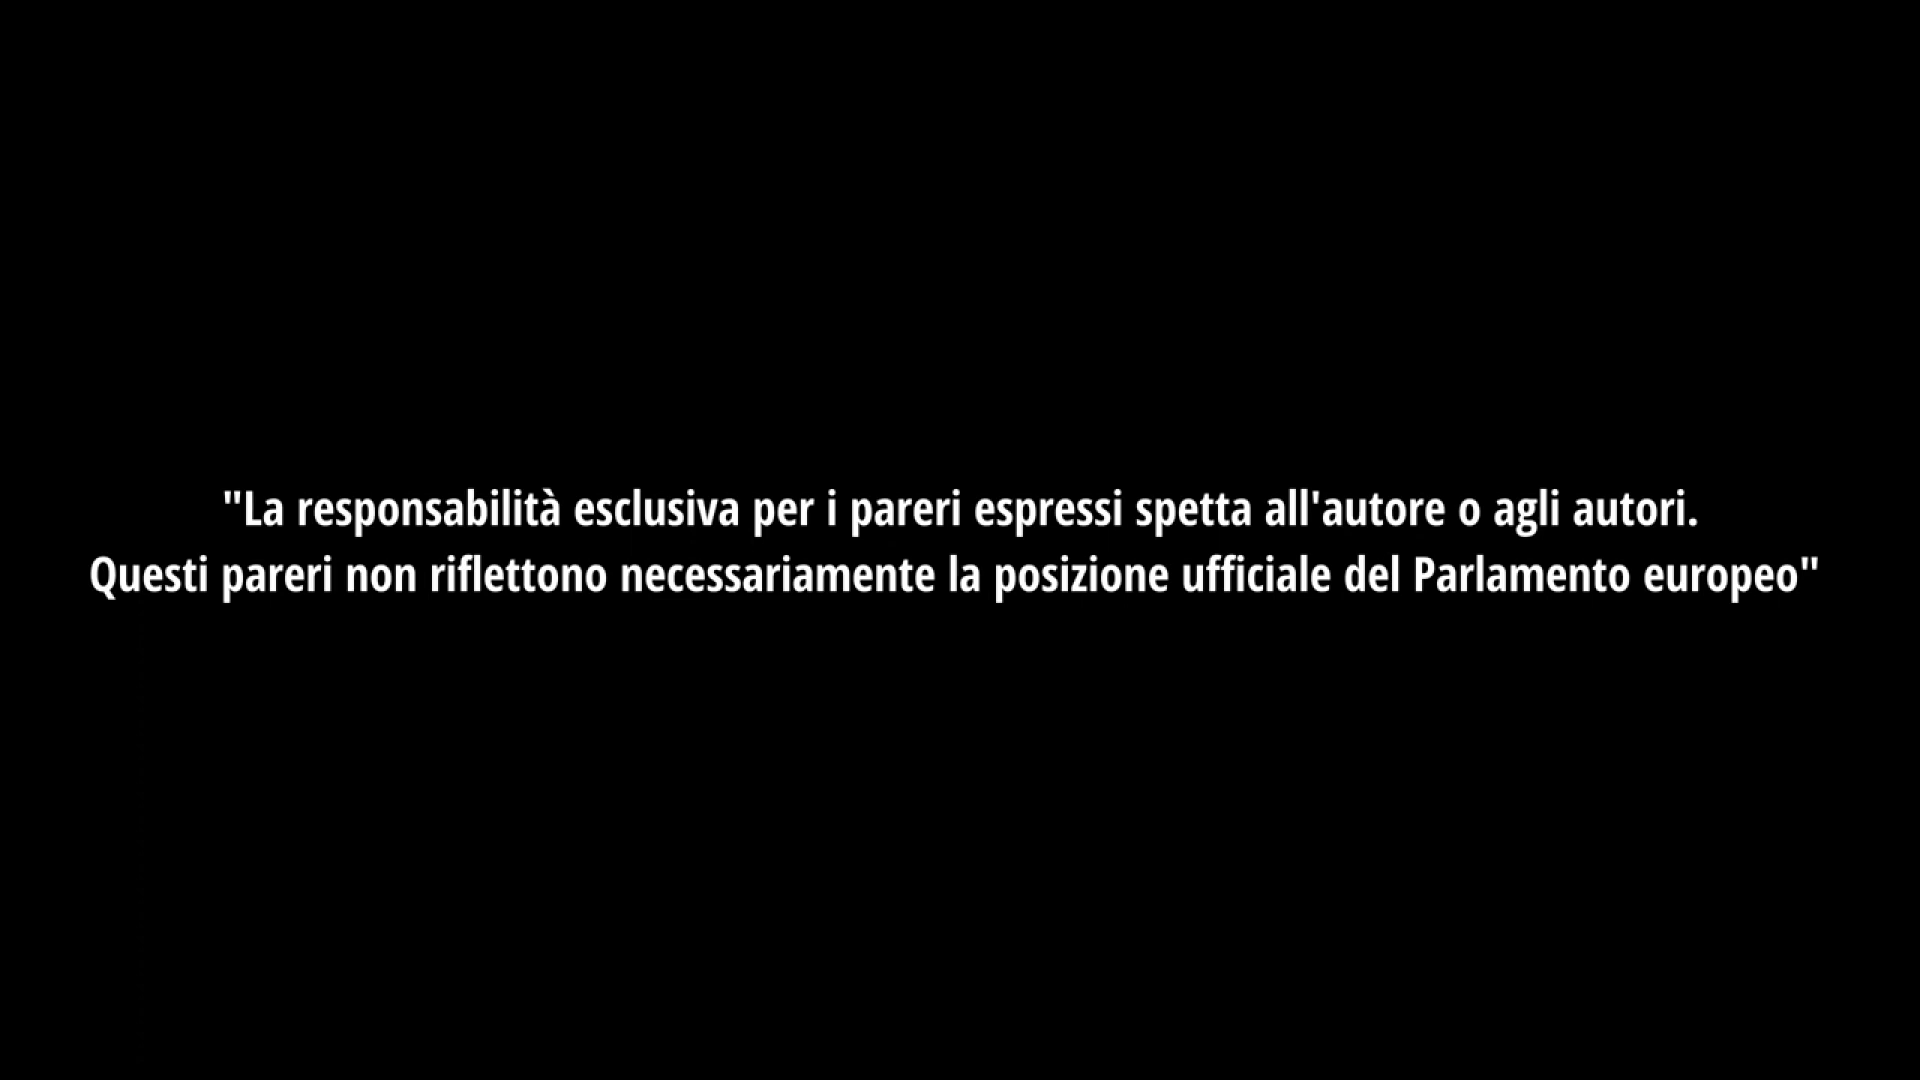 "La responsabilità esclusiva per i pareri espressi spetta all'autore o agli autori.
Questi pareri non riflettono necessariamente la posizione ufficiale del Parlamento europeo"